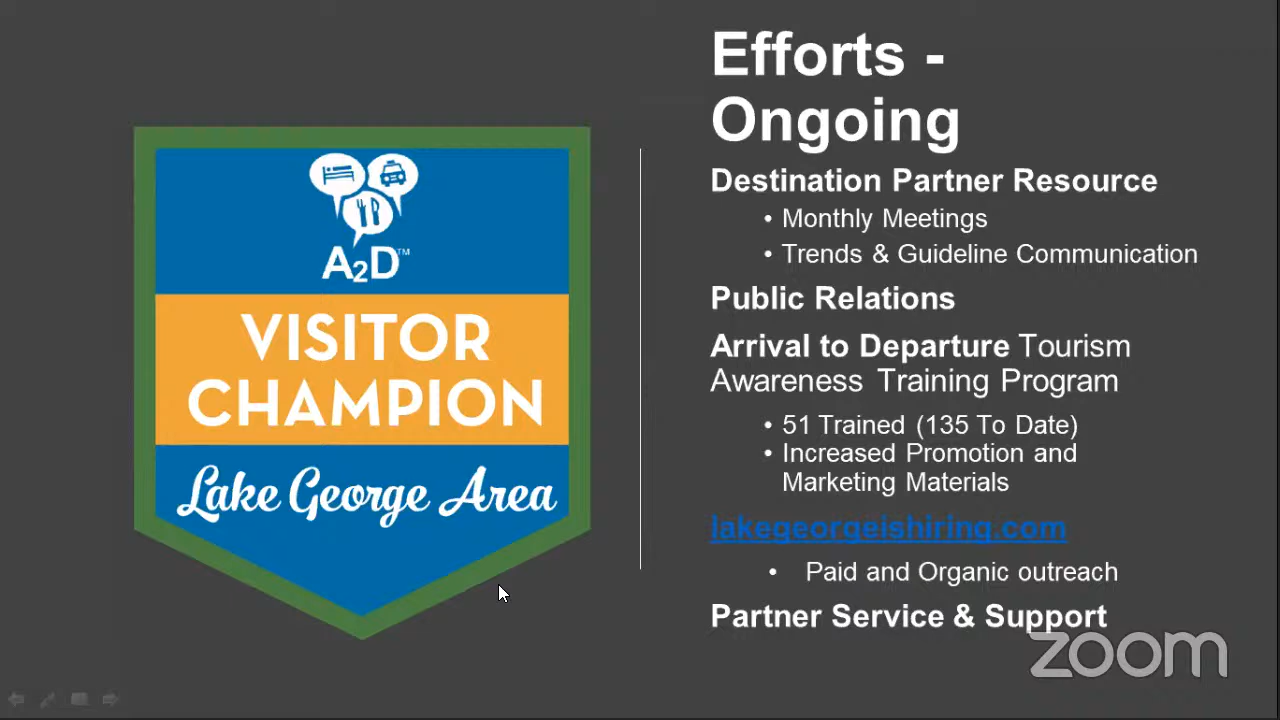 A2D™
VISITOR
CHAMPION
Lake George Area
Efforts -
Ongoing
Destination Partner Resource
• Monthly Meetings
• Trends & Guideline Communication
Public Relations
Arrival to Departure Tourism
Awareness Training Program
• 51 Trained (135 To Date)
• Increased Promotion and
Marketing Materials
lakegeorgeishiring.com
• Paid and Organic outreach
Partner Service & Support
zoom